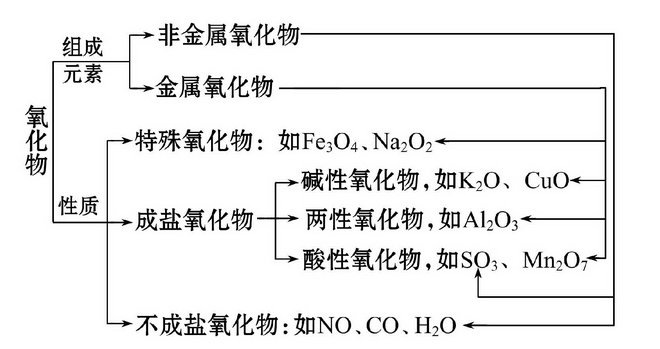 非金属氧化物
组成
元素
金属氧化物
氧化物
特殊氧化物：如Fe₃O₄、Na₂O₂
碱性氧化物，如K₂O、CuO
性质
成盐氧化物
两性氧化物，如Al₂O₃
酸性氧化物，如SO₃、Mn₂O₇
不成盐氧化物：如NO、CO、H₂O